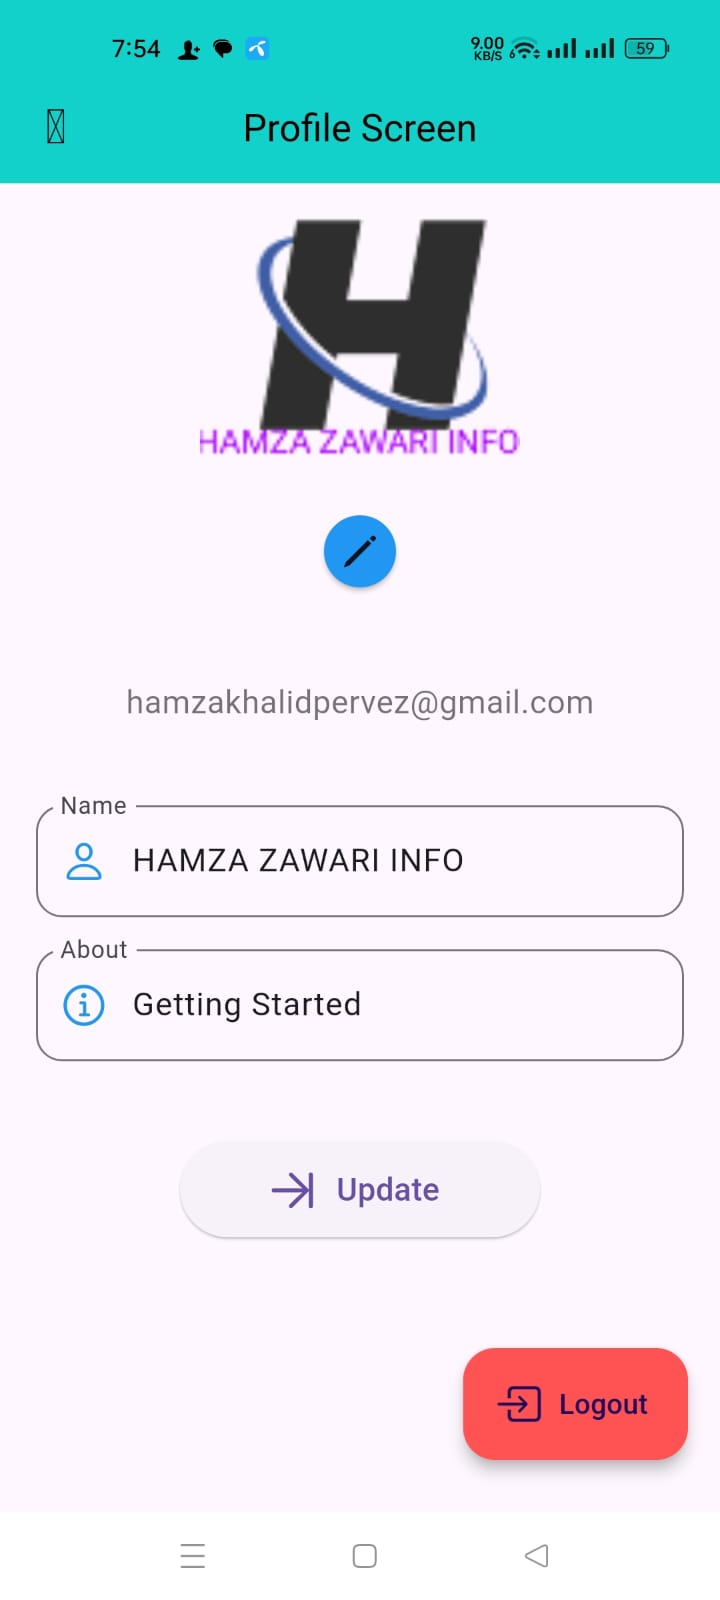 7:54
9.00
KB/S
6
59
Profile Screen
H
HAMZA ZAWARI INFO
hamzakhalidpervez@gmail.com
Name
HAMZA ZAWARI INFO
About
Getting Started
Update
Logout